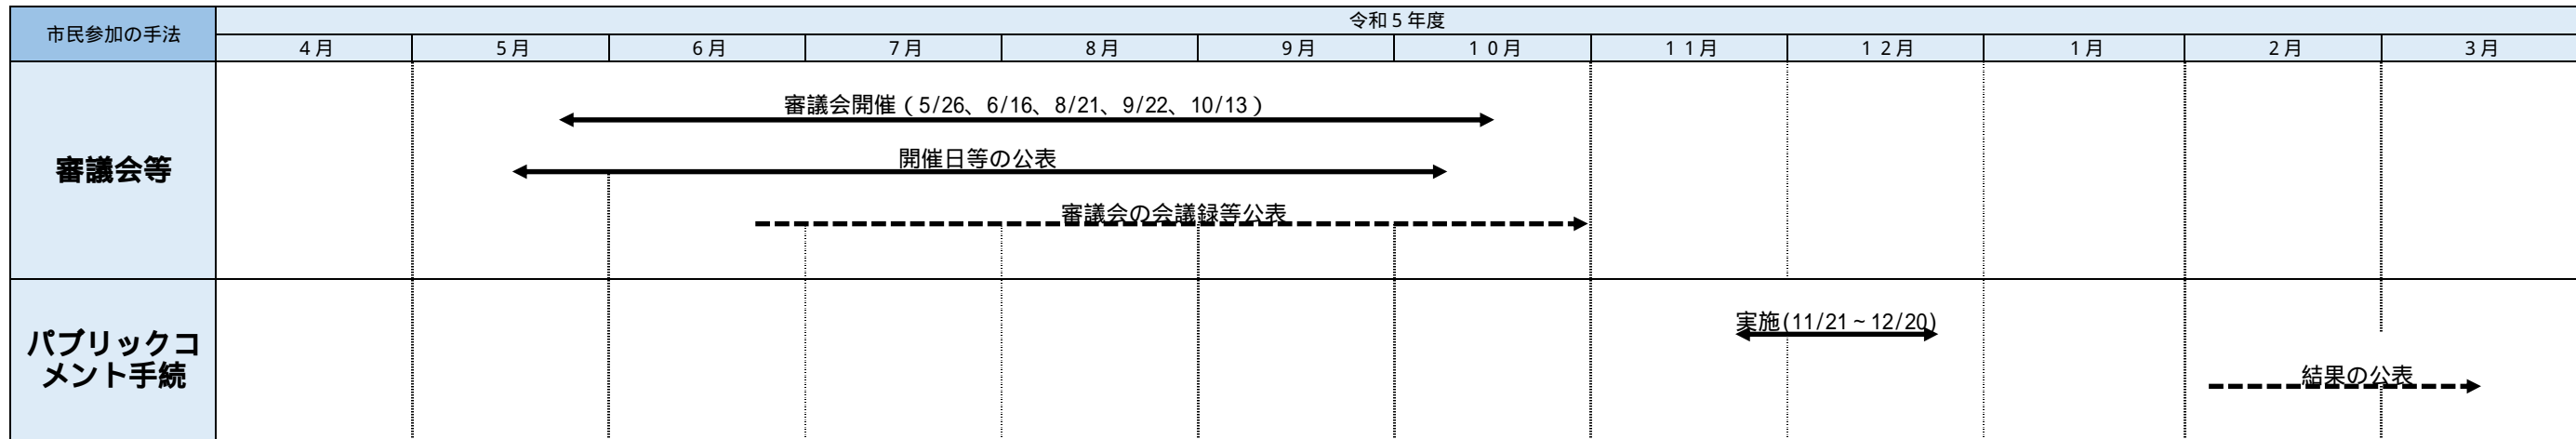 市民参加の手法
令和5年度
4月 5月 6月 7月 8月 9月 10月 11月 12月 1月 2月 3月
審議会等
審議会開催（5/26、6/16、8/21、9/22、10/13）
開催日等の公表
審議会の会議録等公表
パブリックコ
メント手続
実施(11/21～12/20)
結果の公表